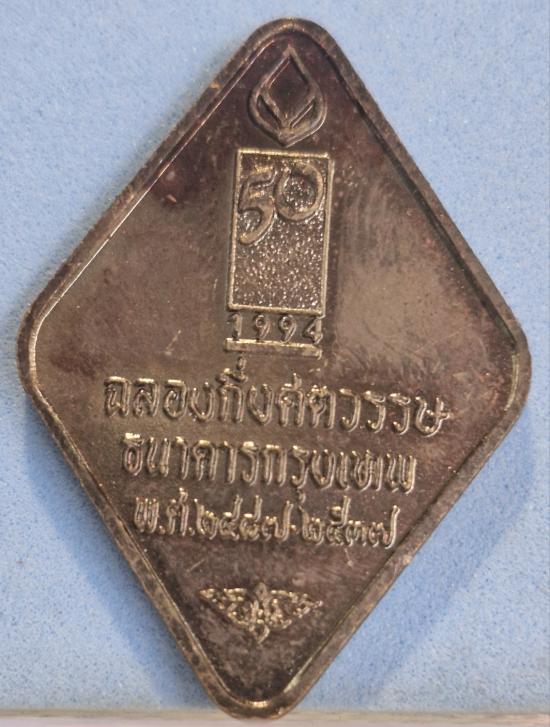 50
1994
ฉลองกึ่งศตวรรษ
ธนาคารกรุงเทพ
พ.ศ.๒๔๘๗-๒๕๓๗